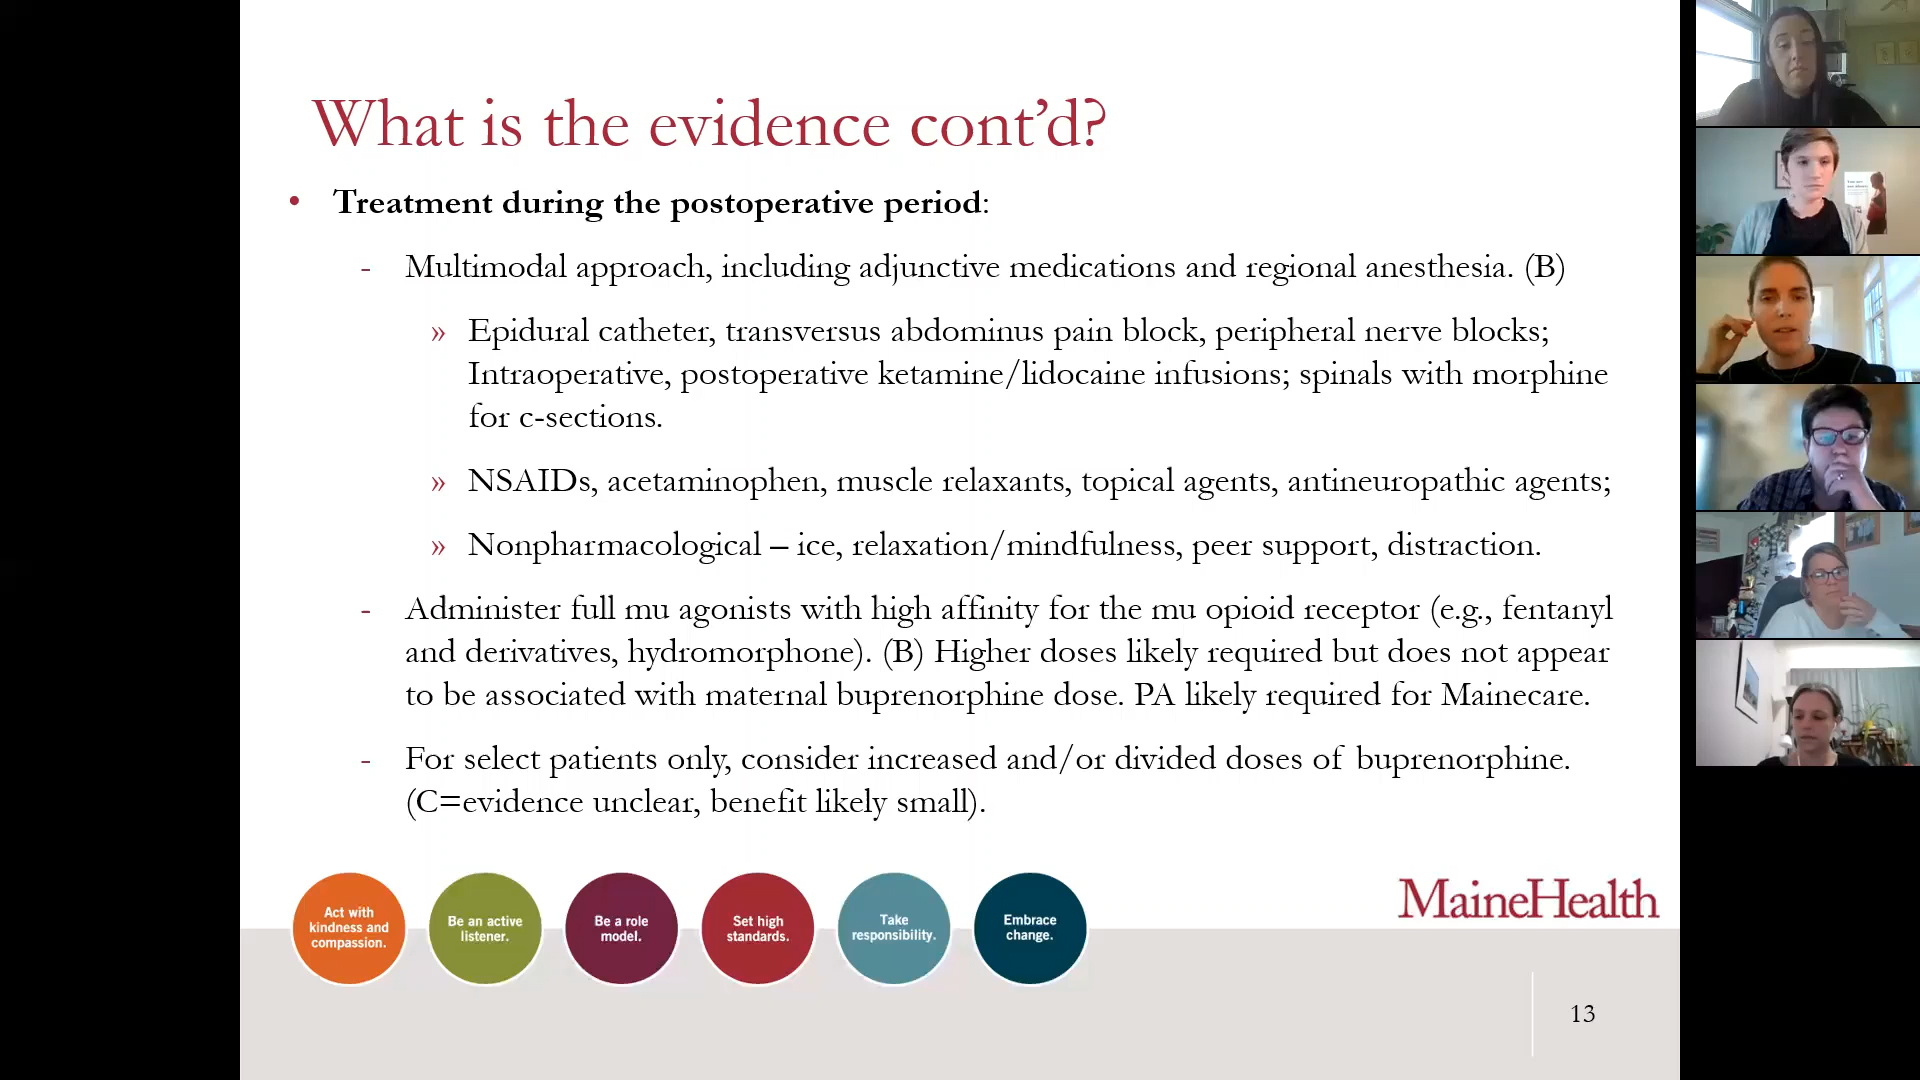 What is the evidence cont’d?
• Treatment during the postoperative period:
- Multimodal approach, including adjunctive medications and regional anesthesia. (B)
» Epidural catheter, transversus abdominus pain block, peripheral nerve blocks;
Intraoperative, postoperative ketamine/lidocaine infusions; spinals with morphine
for c-sections.
» NSAIDs, acetaminophen, muscle relaxants, topical agents, antineuropathic agents;
» Nonpharmacological – ice, relaxation/mindfulness, peer support, distraction.
- Administer full mu agonists with high affinity for the mu opioid receptor (e.g., fentanyl
and derivatives, hydromorphone). (B) Higher doses likely required but does not appear
to be associated with maternal buprenorphine dose. PA likely required for Mainecare.
- For select patients only, consider increased and/or divided doses of buprenorphine.
(C=evidence unclear, benefit likely small).
Act with
kindness and
compassion.
Be an active
listener.
Be a role
model.
Set high
standards.
Take
responsibility.
Embrace
change.
MaineHealth
13